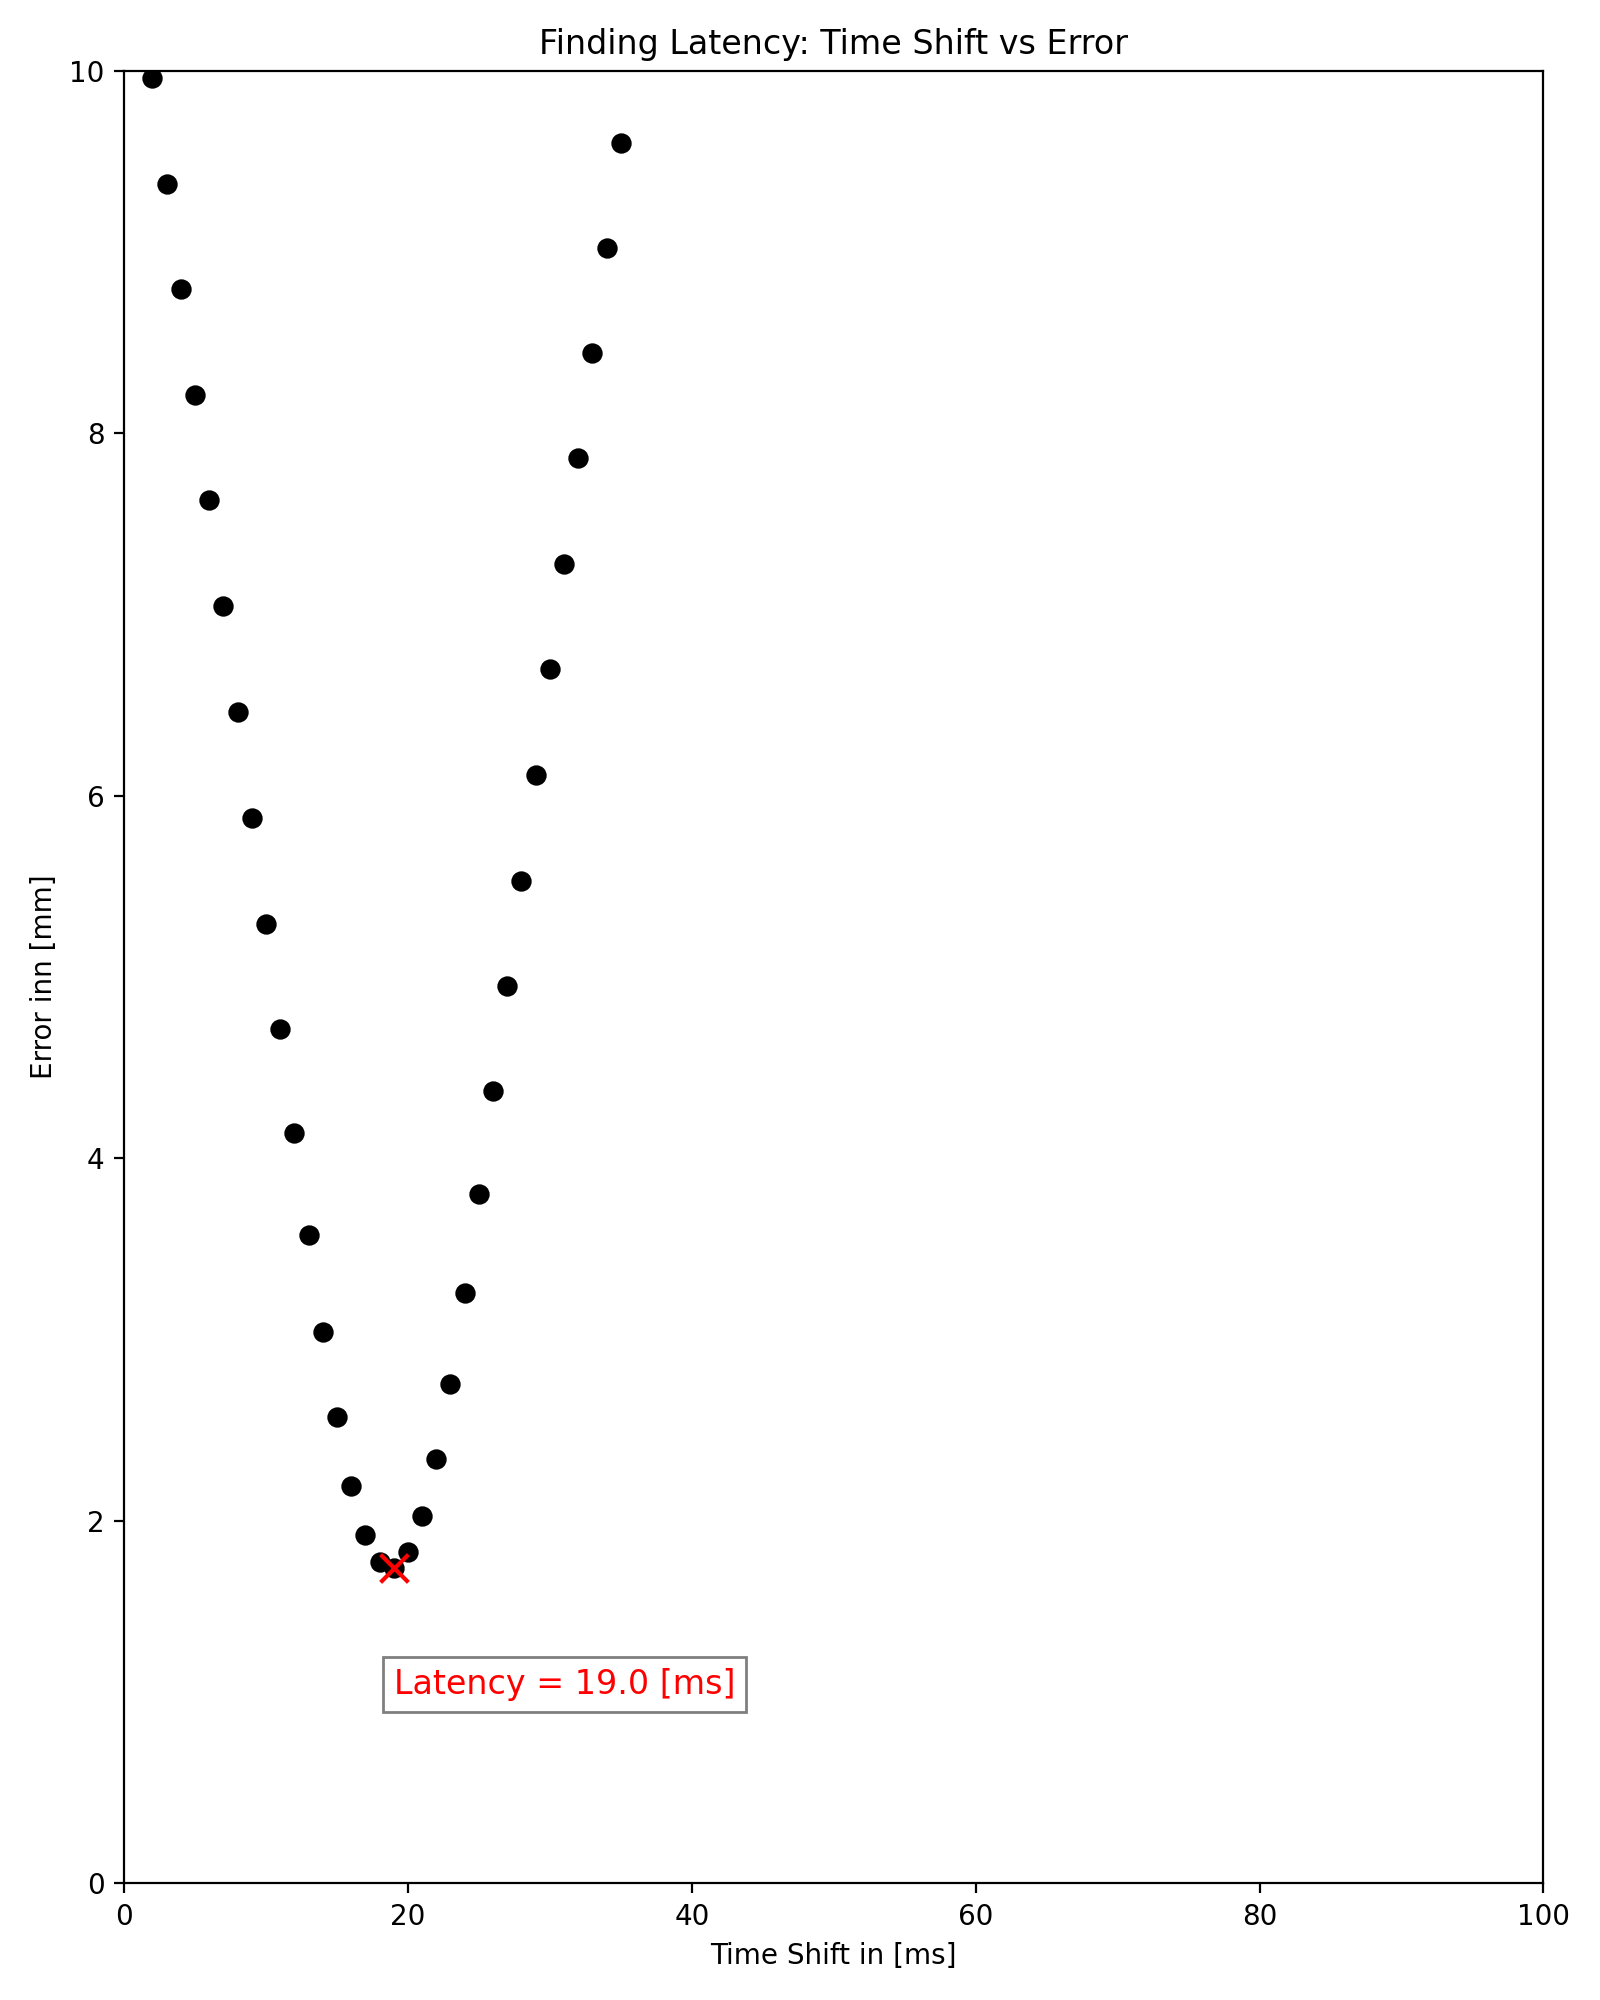 Finding Latency: Time Shift vs Error
10
8
6
4
2
0
Error inn [mm]
Latency = 19.0 [ms]
0 20 40 60 80 100
Time Shift in [ms]